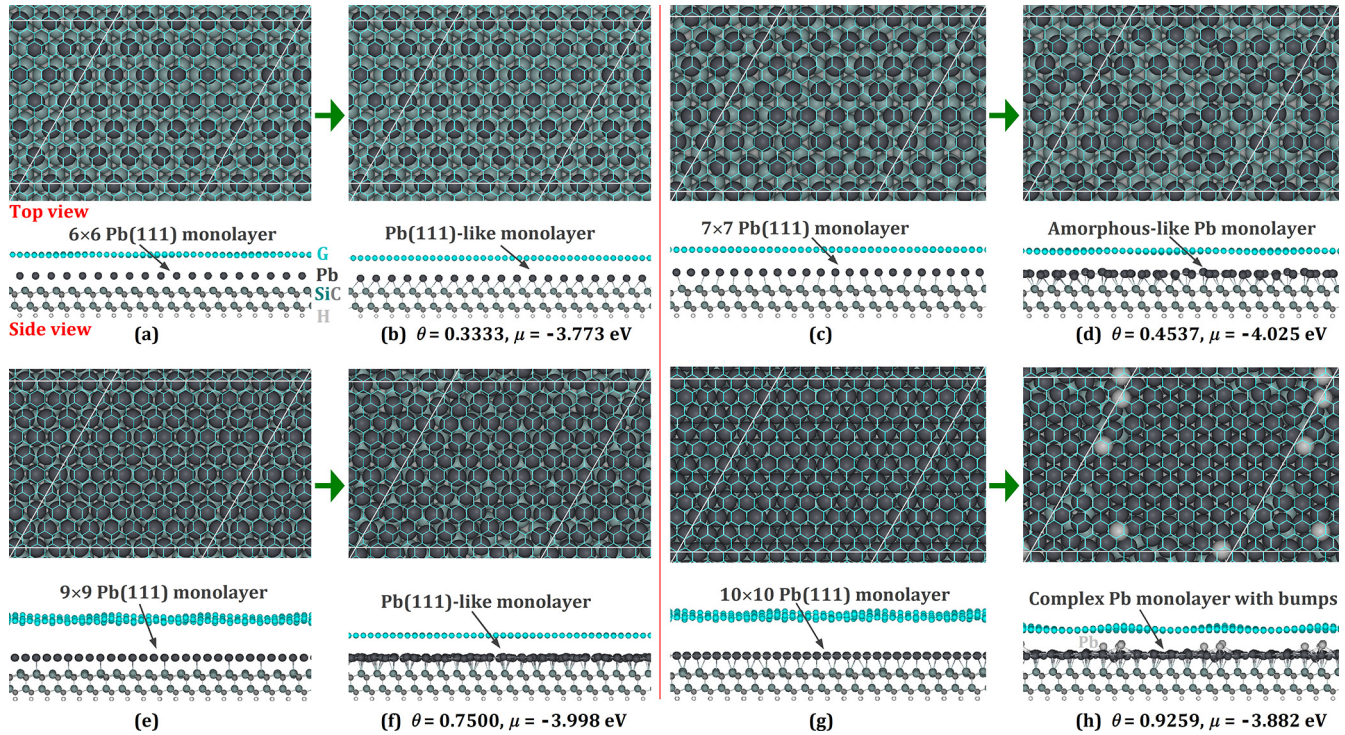 Top view
6×6 Pb(111) monolayer
G
Pb
SiC
H
Side view
(a)
Pb(111)-like monolayer
(b) θ = 0.3333, μ = -3.773 eV
7×7 Pb(111) monolayer
(c)
Amorphous-like Pb monolayer
(d) θ = 0.4537, μ = -4.025 eV
9×9 Pb(111) monolayer
(e)
Pb(111)-like monolayer
(f) θ = 0.7500, μ = -3.998 eV
10×10 Pb(111) monolayer
(g)
Complex Pb monolayer with bumps
Pb
(h) θ = 0.9259, μ = -3.882 eV